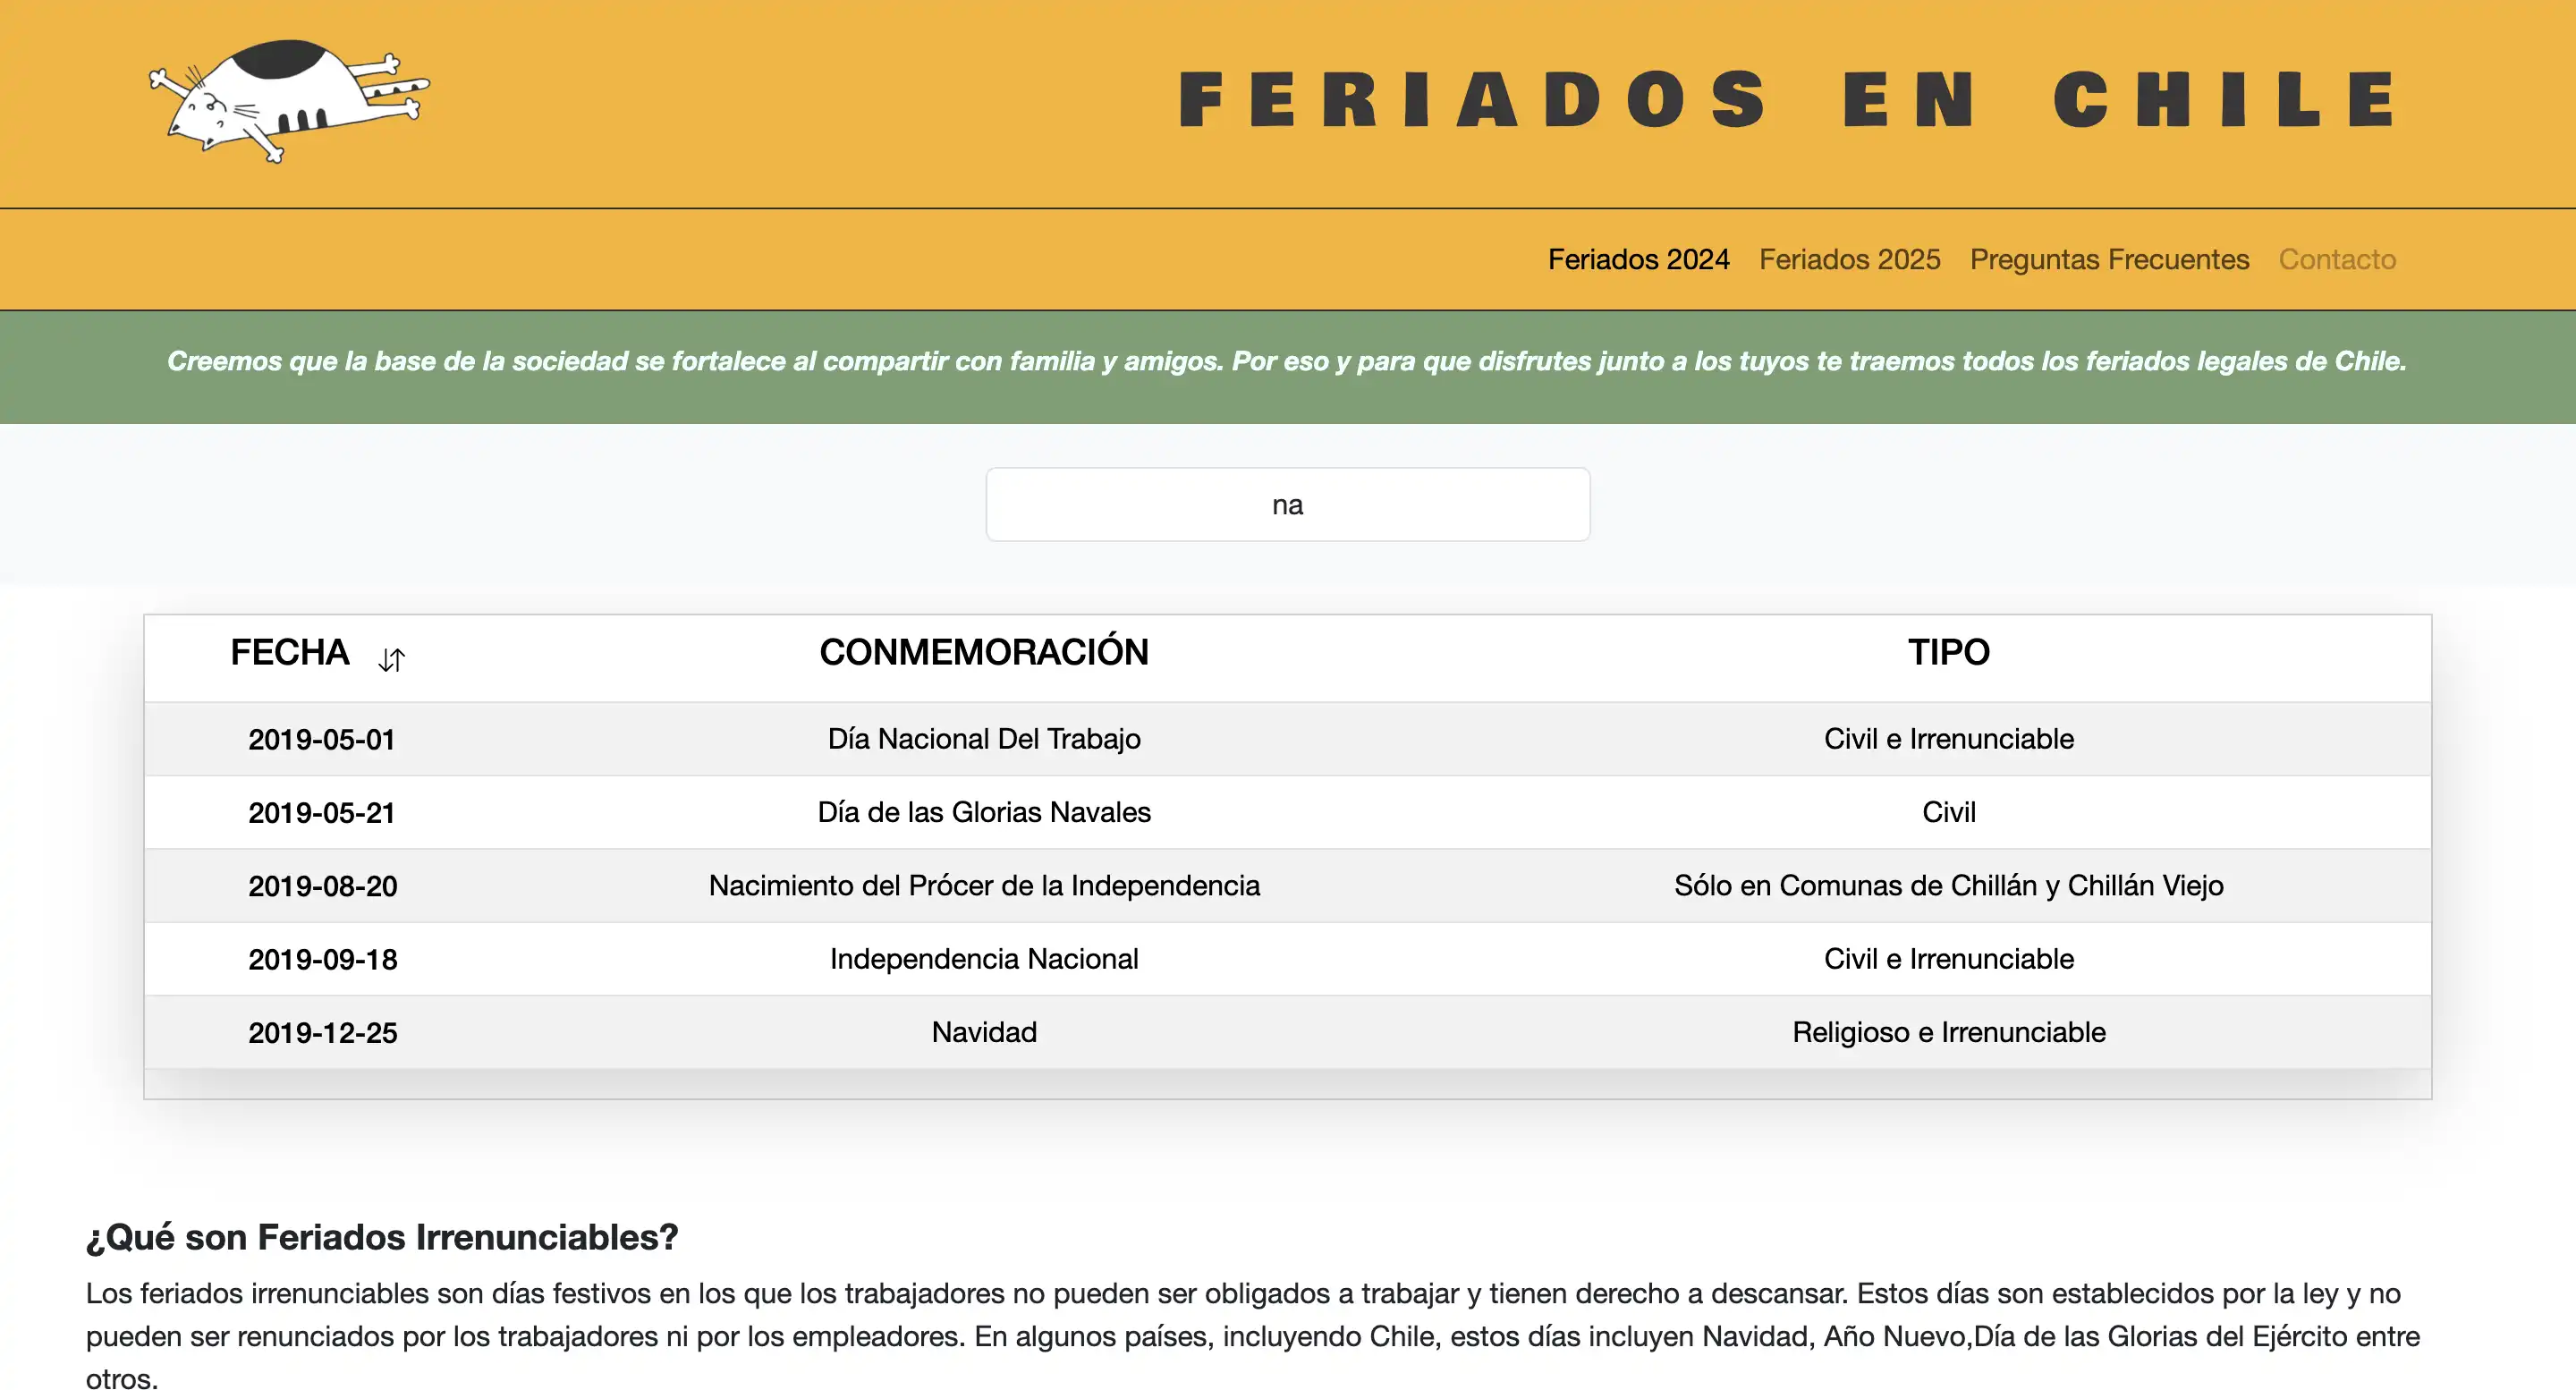 FERIADOS EN CHILE
Feriados 2024 Feriados 2025 Preguntas Frecuentes Contacto
Creemos que la base de la sociedad se fortalece al compartir con familia y amigos. Por eso y para que disfrutes junto a los tuyos te traemos todos los feriados legales de Chile.
na
FECHA CONMEMORACIÓN TIPO
2019-05-01 Día Nacional Del Trabajo Civil e Irrenunciable
2019-05-21 Día de las Glorias Navales Civil
2019-08-20 Nacimiento del Prócer de la Independencia Sólo en Comunas de Chillán y Chillán Viejo
2019-09-18 Independencia Nacional Civil e Irrenunciable
2019-12-25 Navidad Religioso e Irrenunciable
¿Qué son Feriados Irrenunciables?
Los feriados irrenunciables son días festivos en los que los trabajadores no pueden ser obligados a trabajar y tienen derecho a descansar. Estos días son establecidos por la ley y no
pueden ser renunciados por los trabajadores ni por los empleadores. En algunos países, incluyendo Chile, estos días incluyen Navidad, Año Nuevo,Día de las Glorias del Ejército entre
otros.